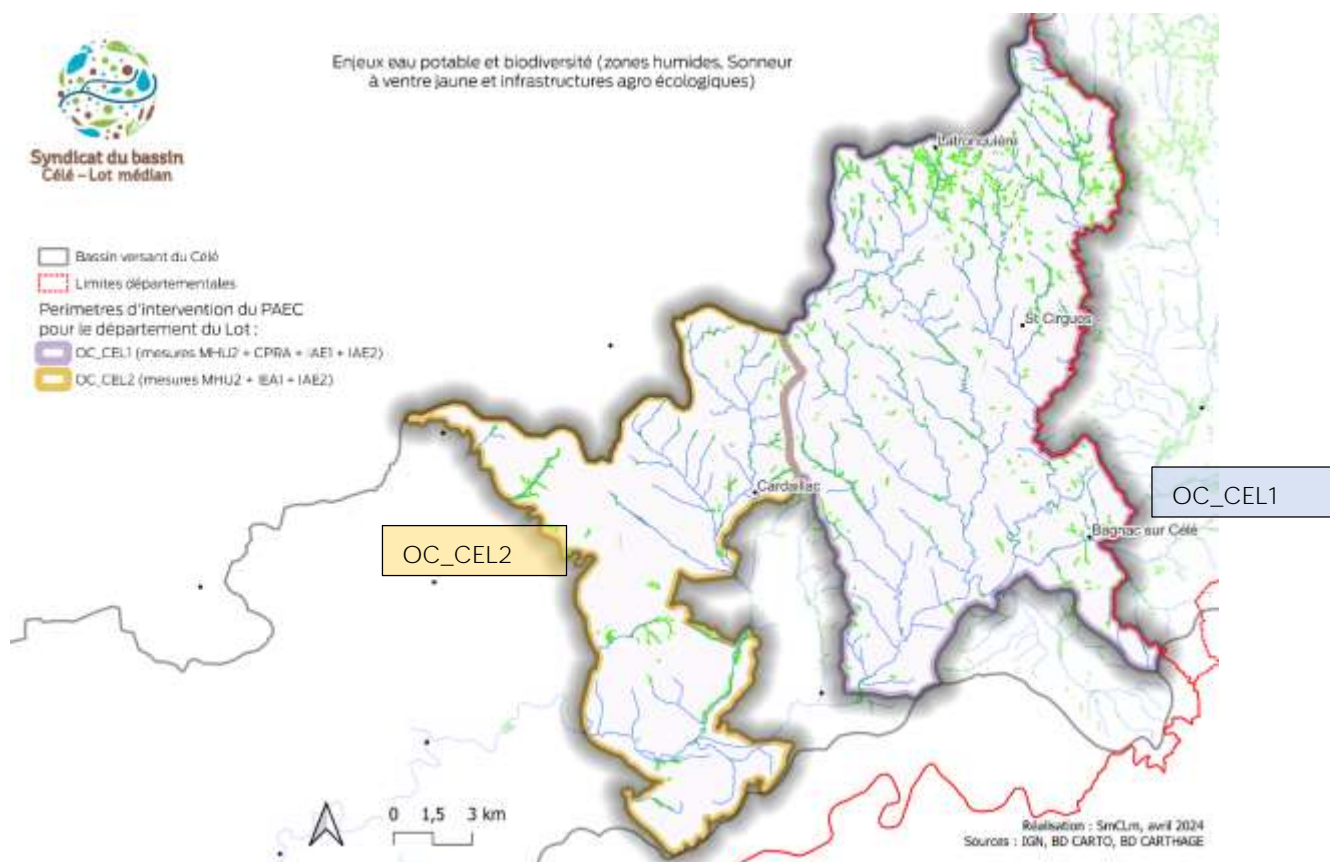 Enjeux eau potable et biodiversité (zones humides, Sonneur
à ventre jaune et infrastructures agro écologiques)
Syndicat du bassin
Célé – Lot médian
Bassin versant du Célé
Limites départementales
Perimetres d'intervention du PAEC
pour le département du Lot :
OC_CEL1 (mesures MHU2 + CPRA + IAE1 + IAE2)
OC_CEL2 (mesures MHU2 + IEA1 + IAE2)
Latronquière
St Cirgues
Cardaillac
OC_CEL1
Bagnac sur Célé
OC_CEL2
0 1,5 3 km
Réalisation : SmCLm, avril 2024
Sources : IGN, BD CARTO, BD CARTHAGE